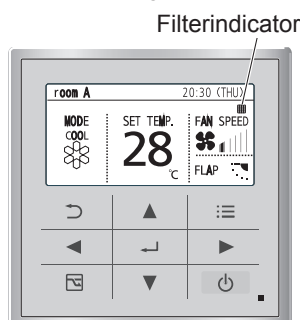 Filterindicator
room A 20:30 (THU)
MODE SET TEMP. FAN SPEED
COOL
28
℃
FLAP